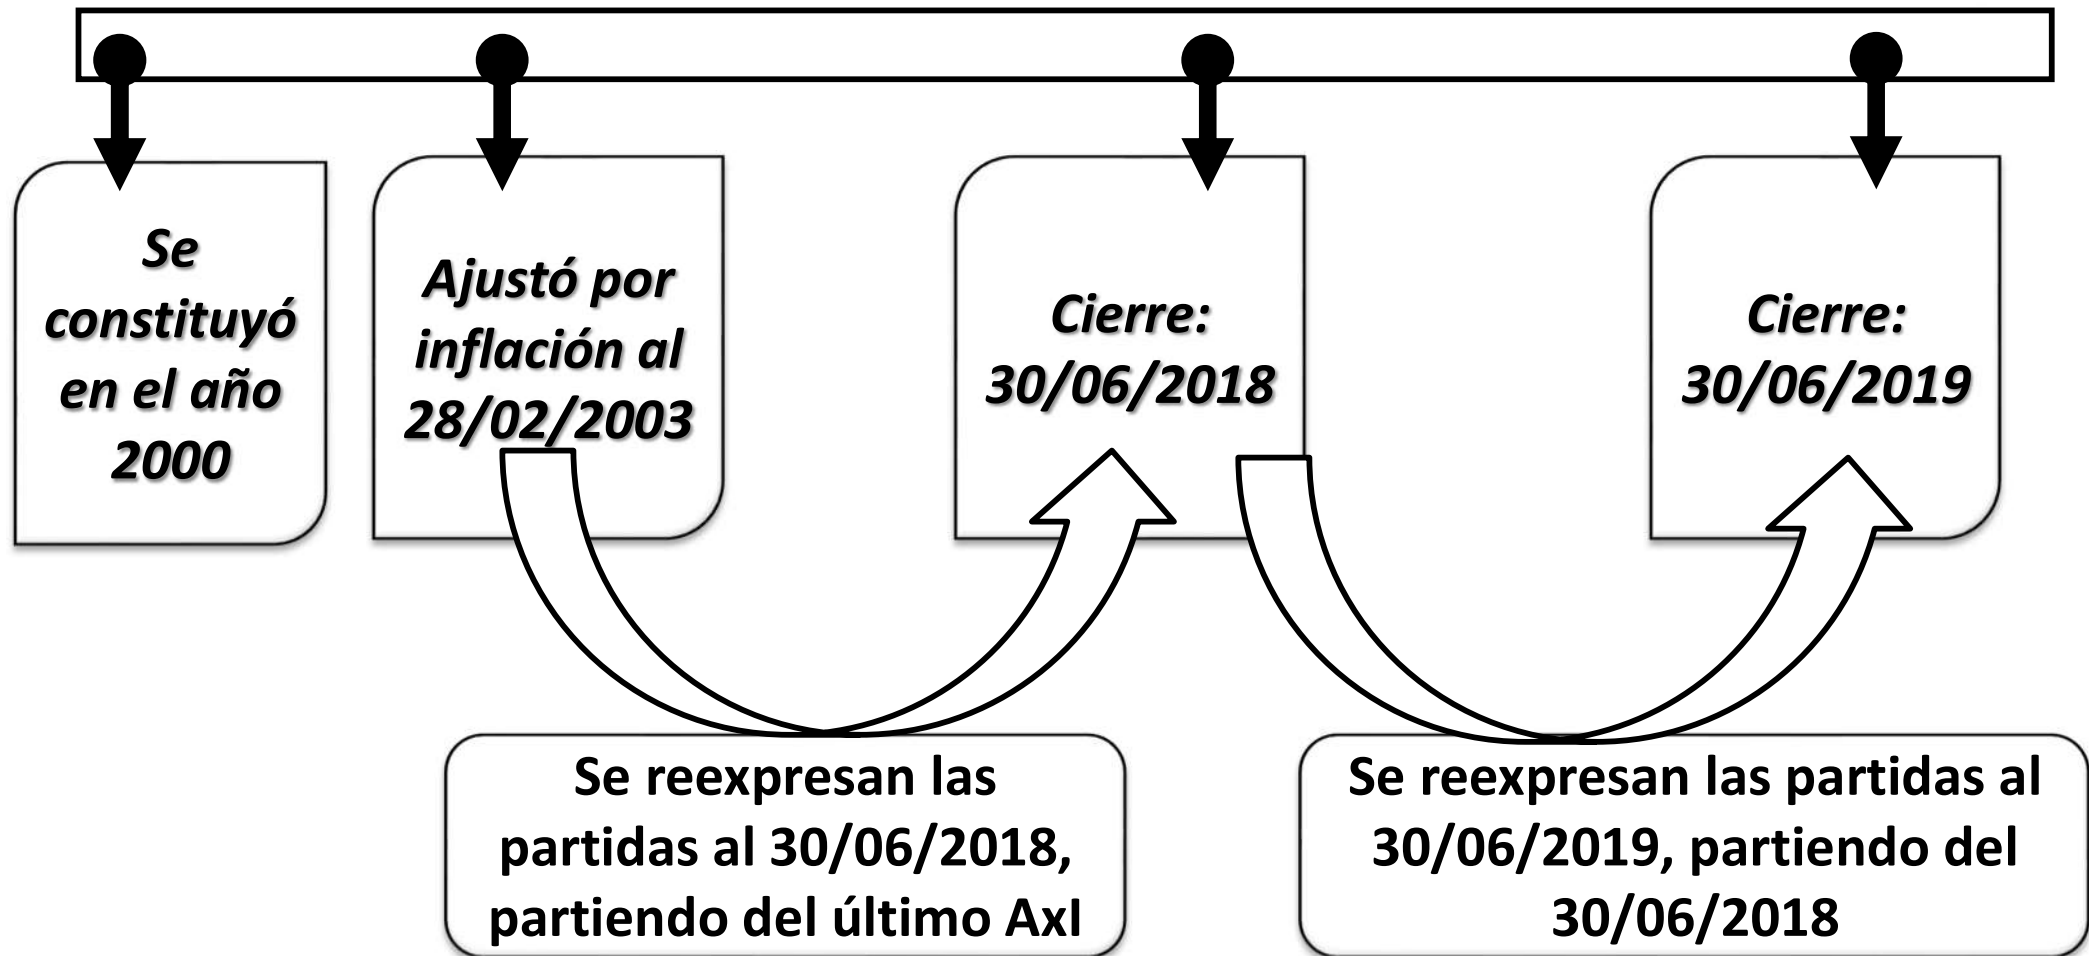 Se
constituyó
en el año
2000
Ajustó por
inflación al
28/02/2003
Cierre:
30/06/2018
Cierre:
30/06/2019
Se reexpresan las
partidas al 30/06/2018,
partiendo del último AxI
Se reexpresan las partidas al
30/06/2019, partiendo del
30/06/2018